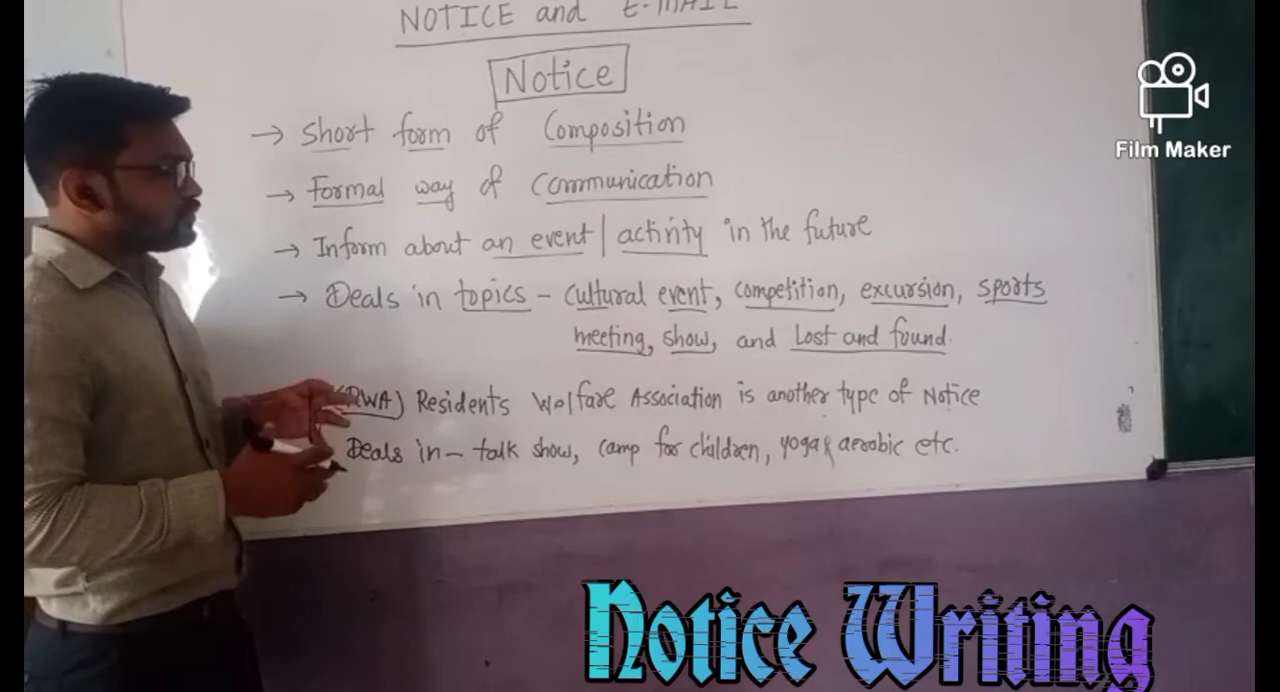 NOTICE and E-MAIL
Notice
→ Short form of Composition
→ Formal way of Communication
→ Inform about an event / activity in the future
→ Deals in topics - Cultural event, competition, excursion, sports
meeting, show, and Lost and found.
(RWA) Residents Welfare Association is another type of Notice
Deals in - talk show, camp for children, yoga & aerobic etc.
Film Maker
Notice Writing